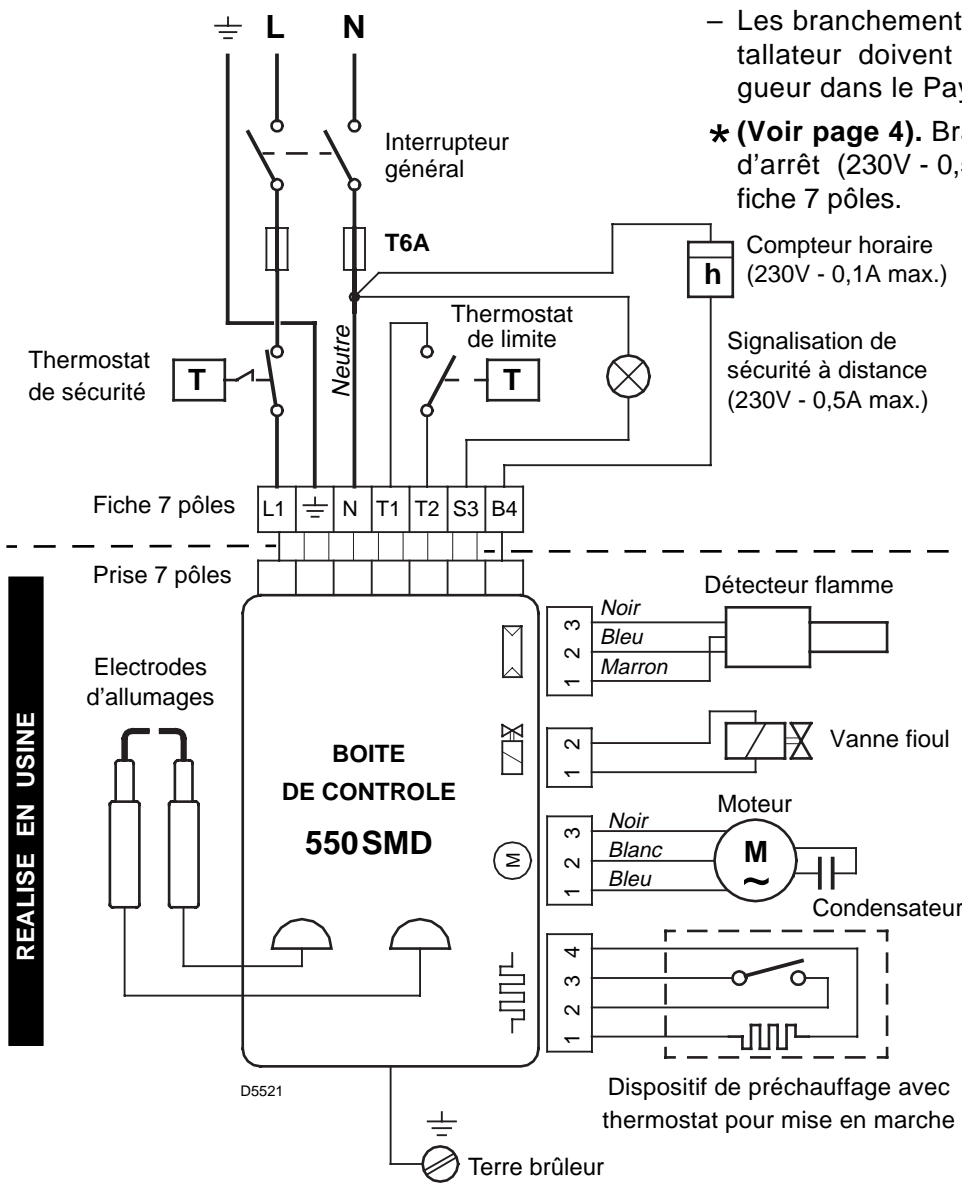 L N
– Les branchement
tallateur doivent
gueur dans le Pay
* (Voir page 4). Bra
d'arrêt (230V - 0,
fiche 7 pôles.
Interrupteur
général
T6A
h
Compteur horaire
(230V - 0,1A max.)
Thermostat
de limite
T
Neutre
Thermostat
de sécurité
T
Signalisation de
sécurité à distance
(230V - 0,5A max.)
Fiche 7 pôles
L1 N T1 T2 S3 B4
Prise 7 pôles
REALISE EN USINE
Electrodes
d'allumages
BOITE
DE CONTROLE
550 SMD
M
Détecteur flamme
3 Noir
2 Bleu
1 Marron
2
1
Vanne fioul
Moteur
3 Noir
2 Blanc
1 Bleu
M
~
Condensateur
4
3
2
1
Dispositif de préchauffage avec
thermostat pour mise en marche
D5521
Terre brûleur